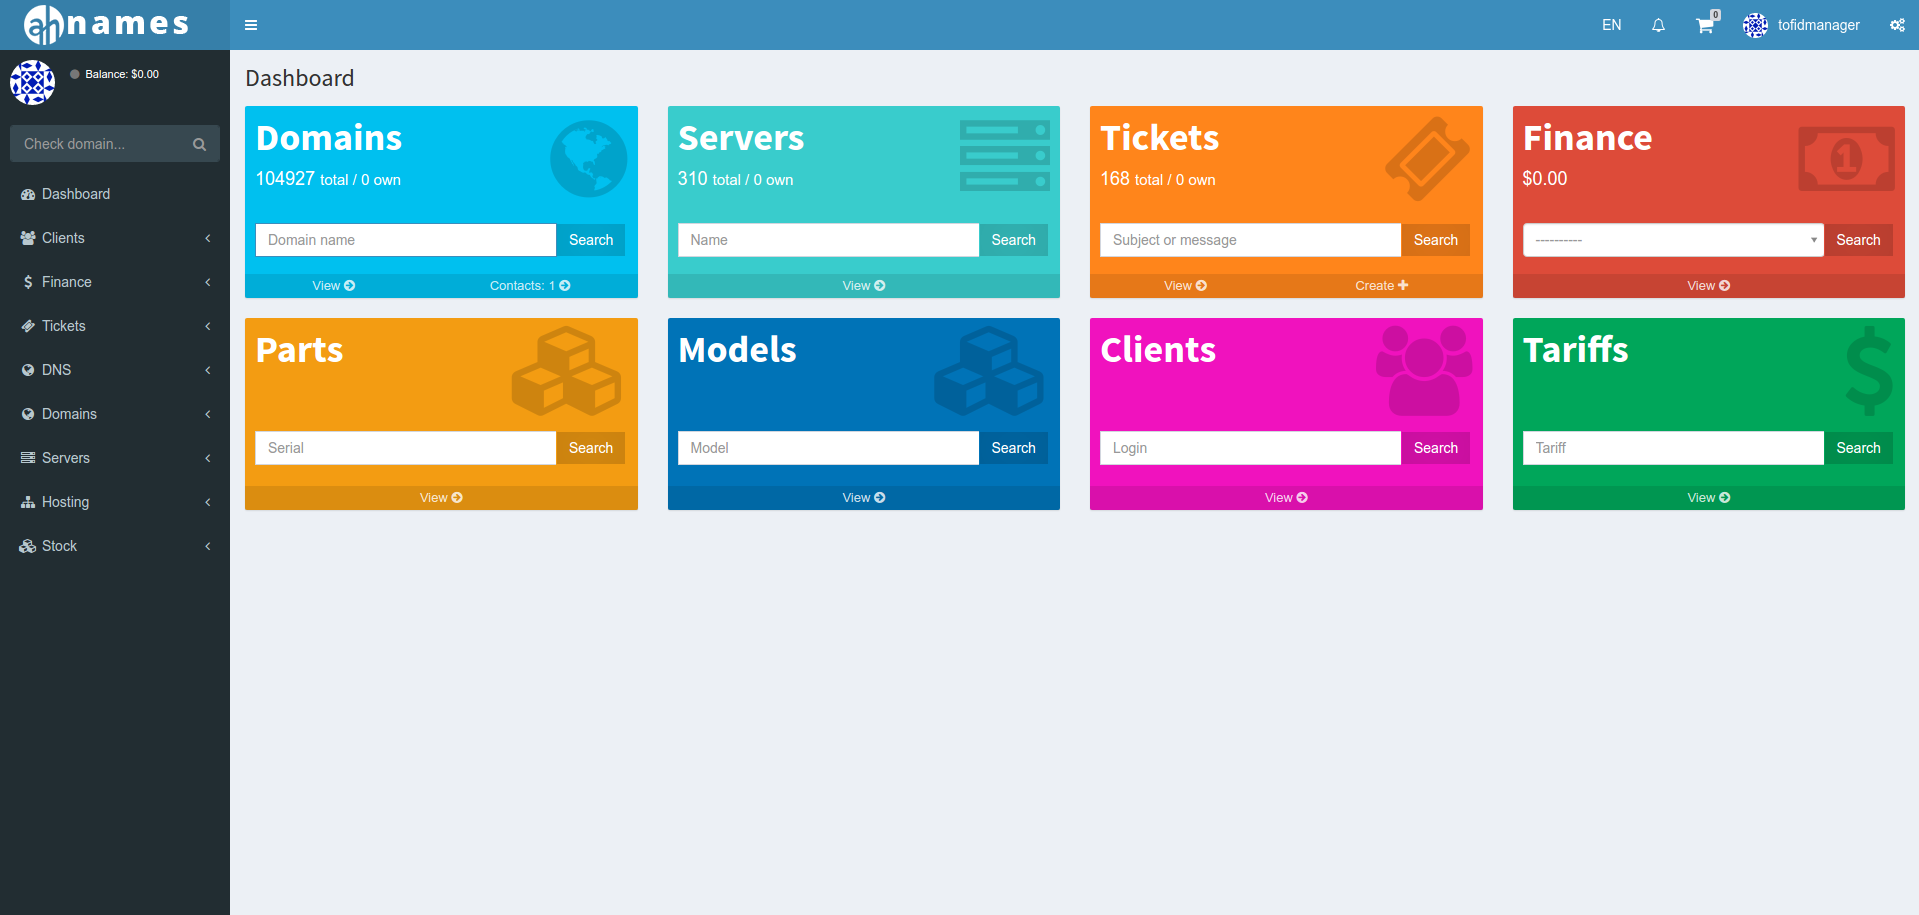 ahnames
EN
0
tofidmanager
Balance: $0.00
Check domain...
Dashboard
Clients
Finance
Tickets
DNS
Domains
Servers
Hosting
Stock
Dashboard
Domains
104927 total / 0 own
Domain name
Search
View
Contacts: 1
Servers
310 total / 0 own
Name
Search
View
Tickets
168 total / 0 own
Subject or message
Search
View
Create
Finance
1
$0.00
----------
Search
View
Parts
Serial
Search
View
Models
Model
Search
View
Clients
Login
Search
View
Tariffs
Tariff
Search
View